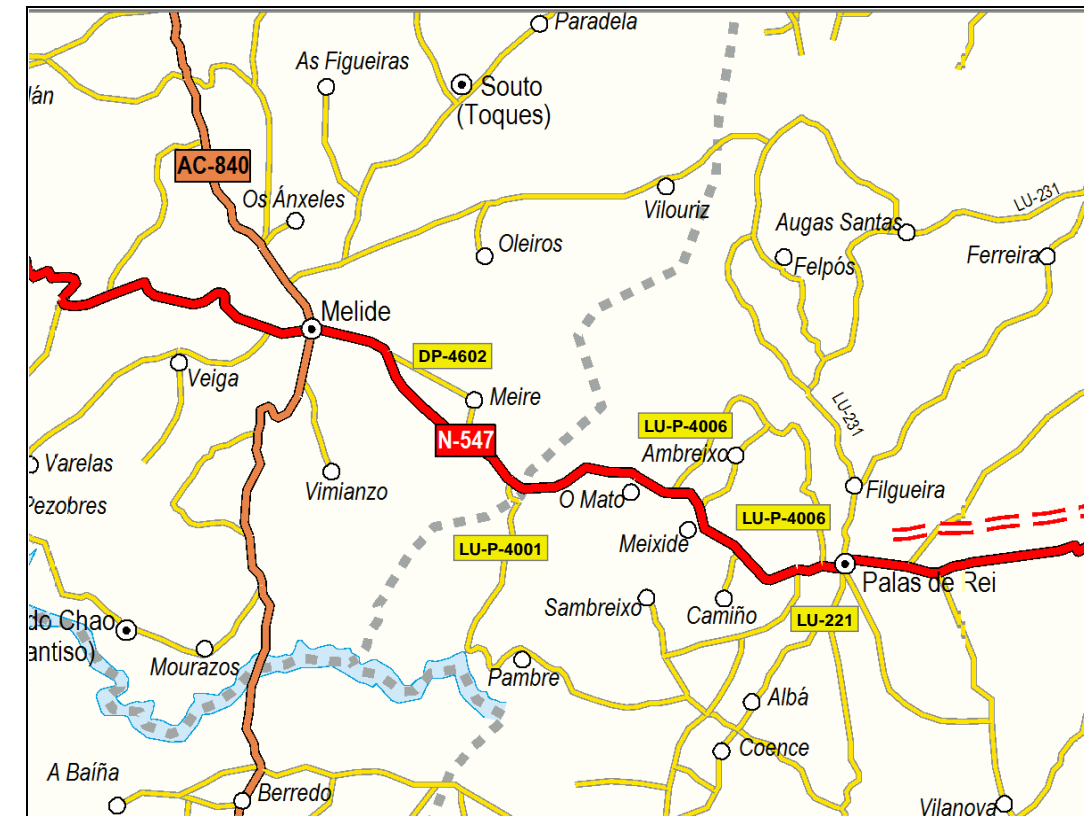 Paradela
As Figueiras
Souto
(Toques)
lán
AC-840
Os Ánxeles
Vilouriz
LU-231
Augas Santas
Oleiros
Felpós
Ferreira
Melide
DP-4602
Veiga
Meire
LU-231
LU-P-4006
N-547
Ambreixo
Varelas
Vimianzo
O Mato
Filgueira
Pezobres
LU-P-4006
Meixide
LU-P-4001
Palas de Rei
Sambreixo
Camiño
LU-221
do Chao
antiso)
Mourazos
Pambre
Albá
Coence
A Baíña
Berredo
Vilanova